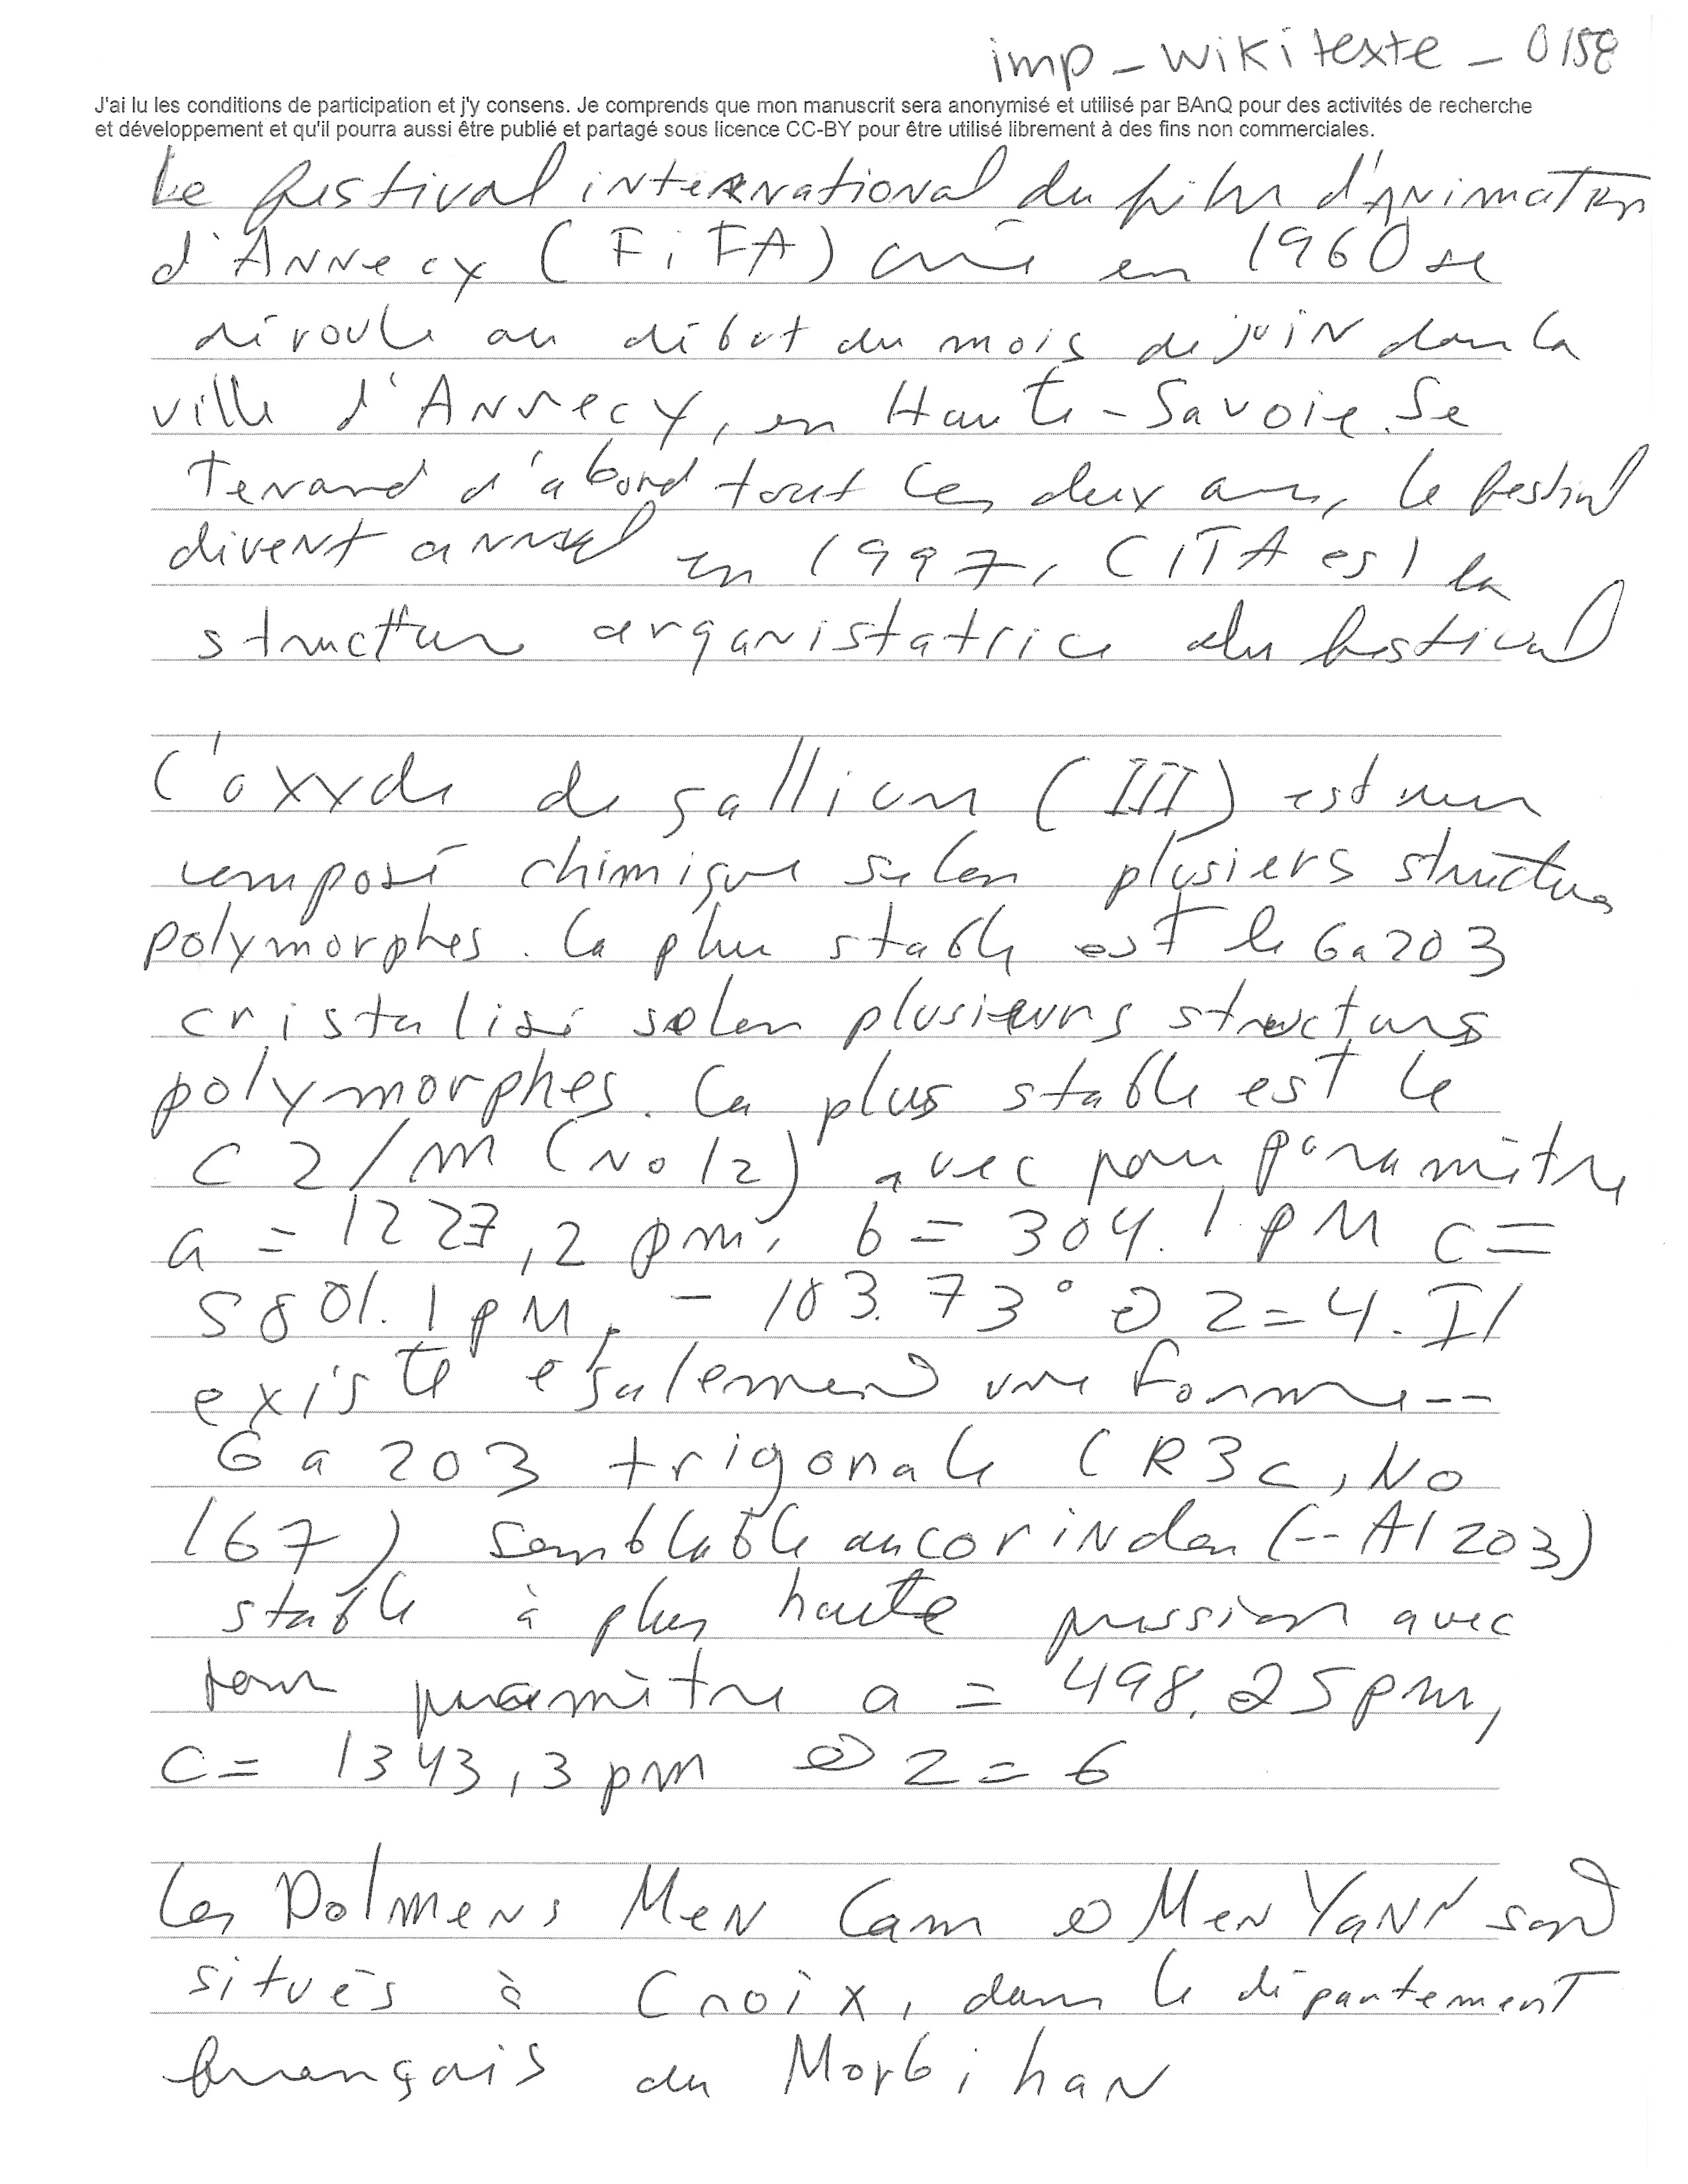 imp_wikitexte_0158
J'ai lu les conditions de participation et j'y consens. Je comprends que mon manuscrit sera anonymisé et utilisé par BAnQ pour des activités de recherche
et développement et qu'il pourra aussi être publié et partagé sous licence CC-BY pour être utilisé librement à des fins non commerciales.
Le festival international du film d'animation
d'Annecy (FiFA) créé en 1960 se
déroule au début du mois de juin dans la
ville d'Annecy, en Haute-Savoie. Se
tenant d'abord tout les deux ans, le festival
divent annuel en 1997, CITA est la
structure organistatrice du festival
L'oxyde de gallium (III) est un
composé chimique selon plusiers structures
polymorphes. La plus stable est le Ga2O3
cristalisé selon plusieurs structures
polymorphes. La plus stable est le
C 2/m (No 12) avec pour paramètre
a = 1227,2 pm, b = 304.1 pM c =
5801.1 pM, - 103.73° et Z=4. Il
existe également une forme --
Ga2O3 trigonale (R3c, No
167) semblable au corindon (-- Al2O3)
stable à plus haute pression avec
pour paramètre a = 498.25 pm,
c = 1343,3 pm et Z = 6
Les Dolmens Men Cam et Men Yann sont
situés à Croix, dans le département
français du Morbihan